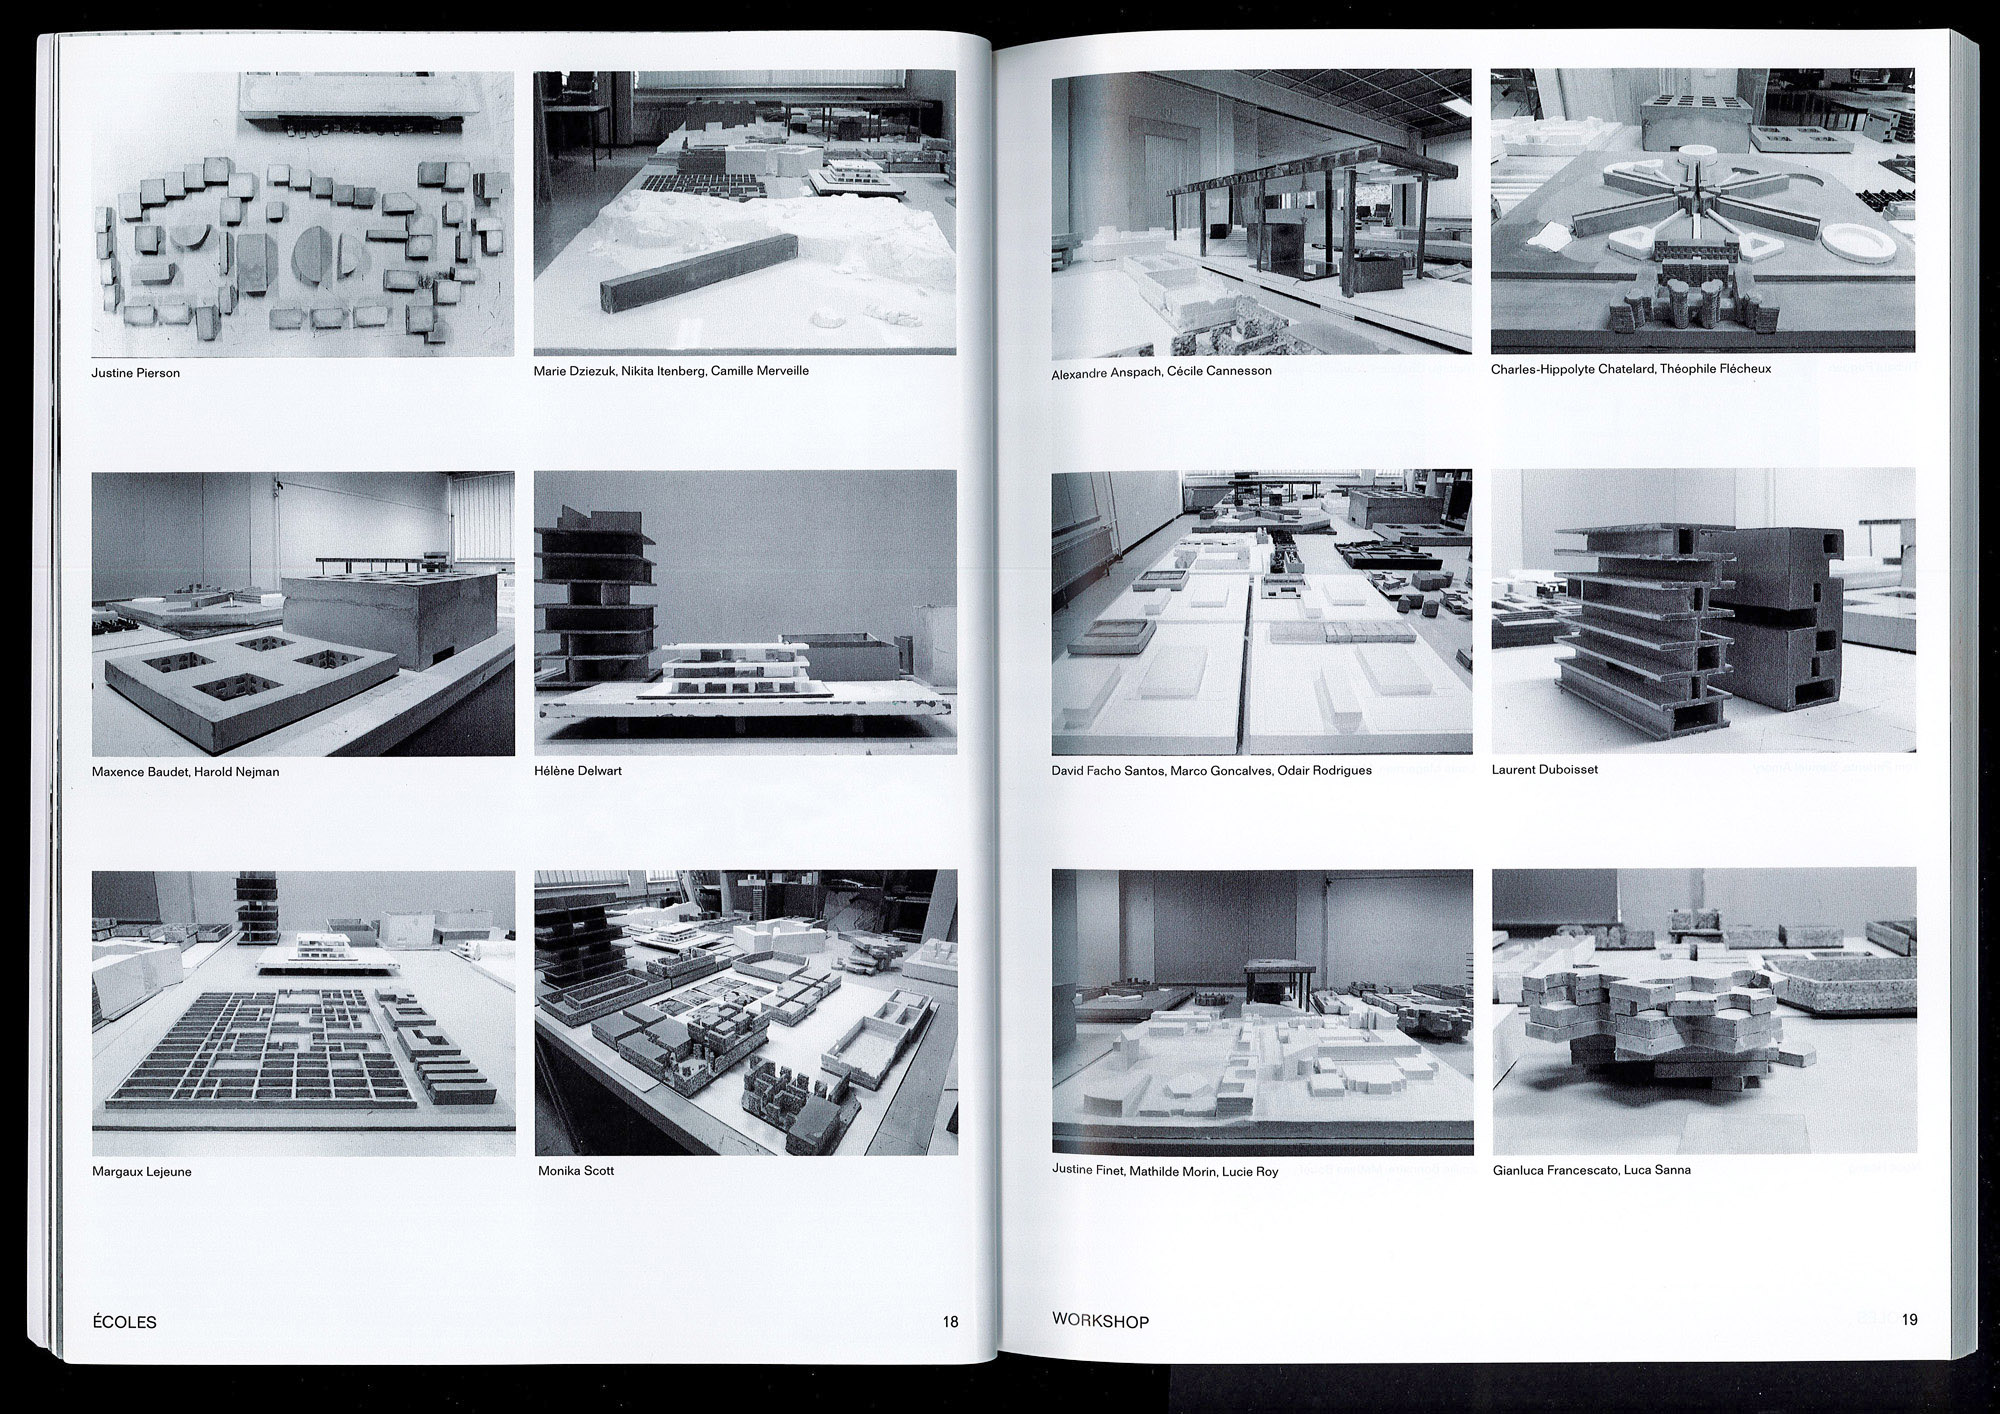 Justine Pierson
Marie Dziezuk, Nikita Itenberg, Camille Merveille
Maxence Baudet, Harold Nejman
Hélène Delwart
Margaux Lejeune
Monika Scott
ÉCOLES
18
Alexandre Anspach, Cécile Cannesson
Charles-Hippolyte Chatelard, Théophile Flécheux
David Facho Santos, Marco Goncalves, Odair Rodrigues
Laurent Duboisset
Justine Finet, Mathilde Morin, Lucie Roy
Gianluca Francescato, Luca Sanna
WORKSHOP
19